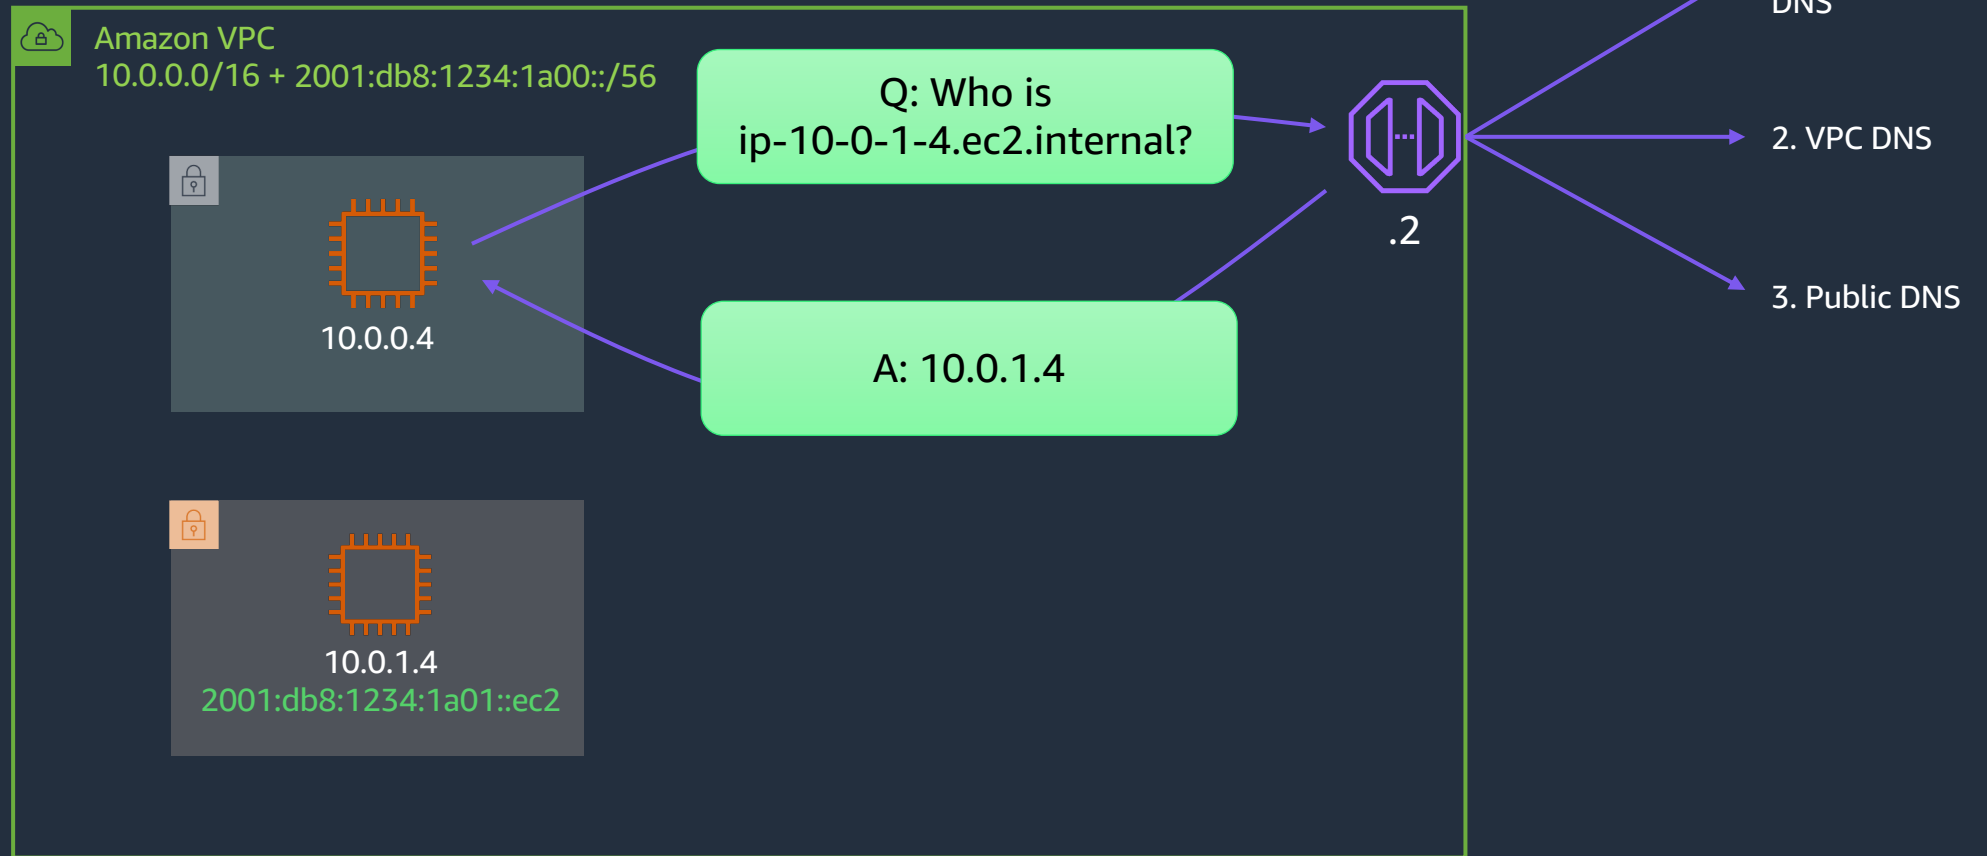 Amazon VPC
10.0.0.0/16 + 2001:db8:1234:1a00::/56
Q: Who is
ip-10-0-1-4.ec2.internal?
.2
DNS
2. VPC DNS
3. Public DNS
10.0.0.4
A: 10.0.1.4
10.0.1.4
2001:db8:1234:1a01::ec2